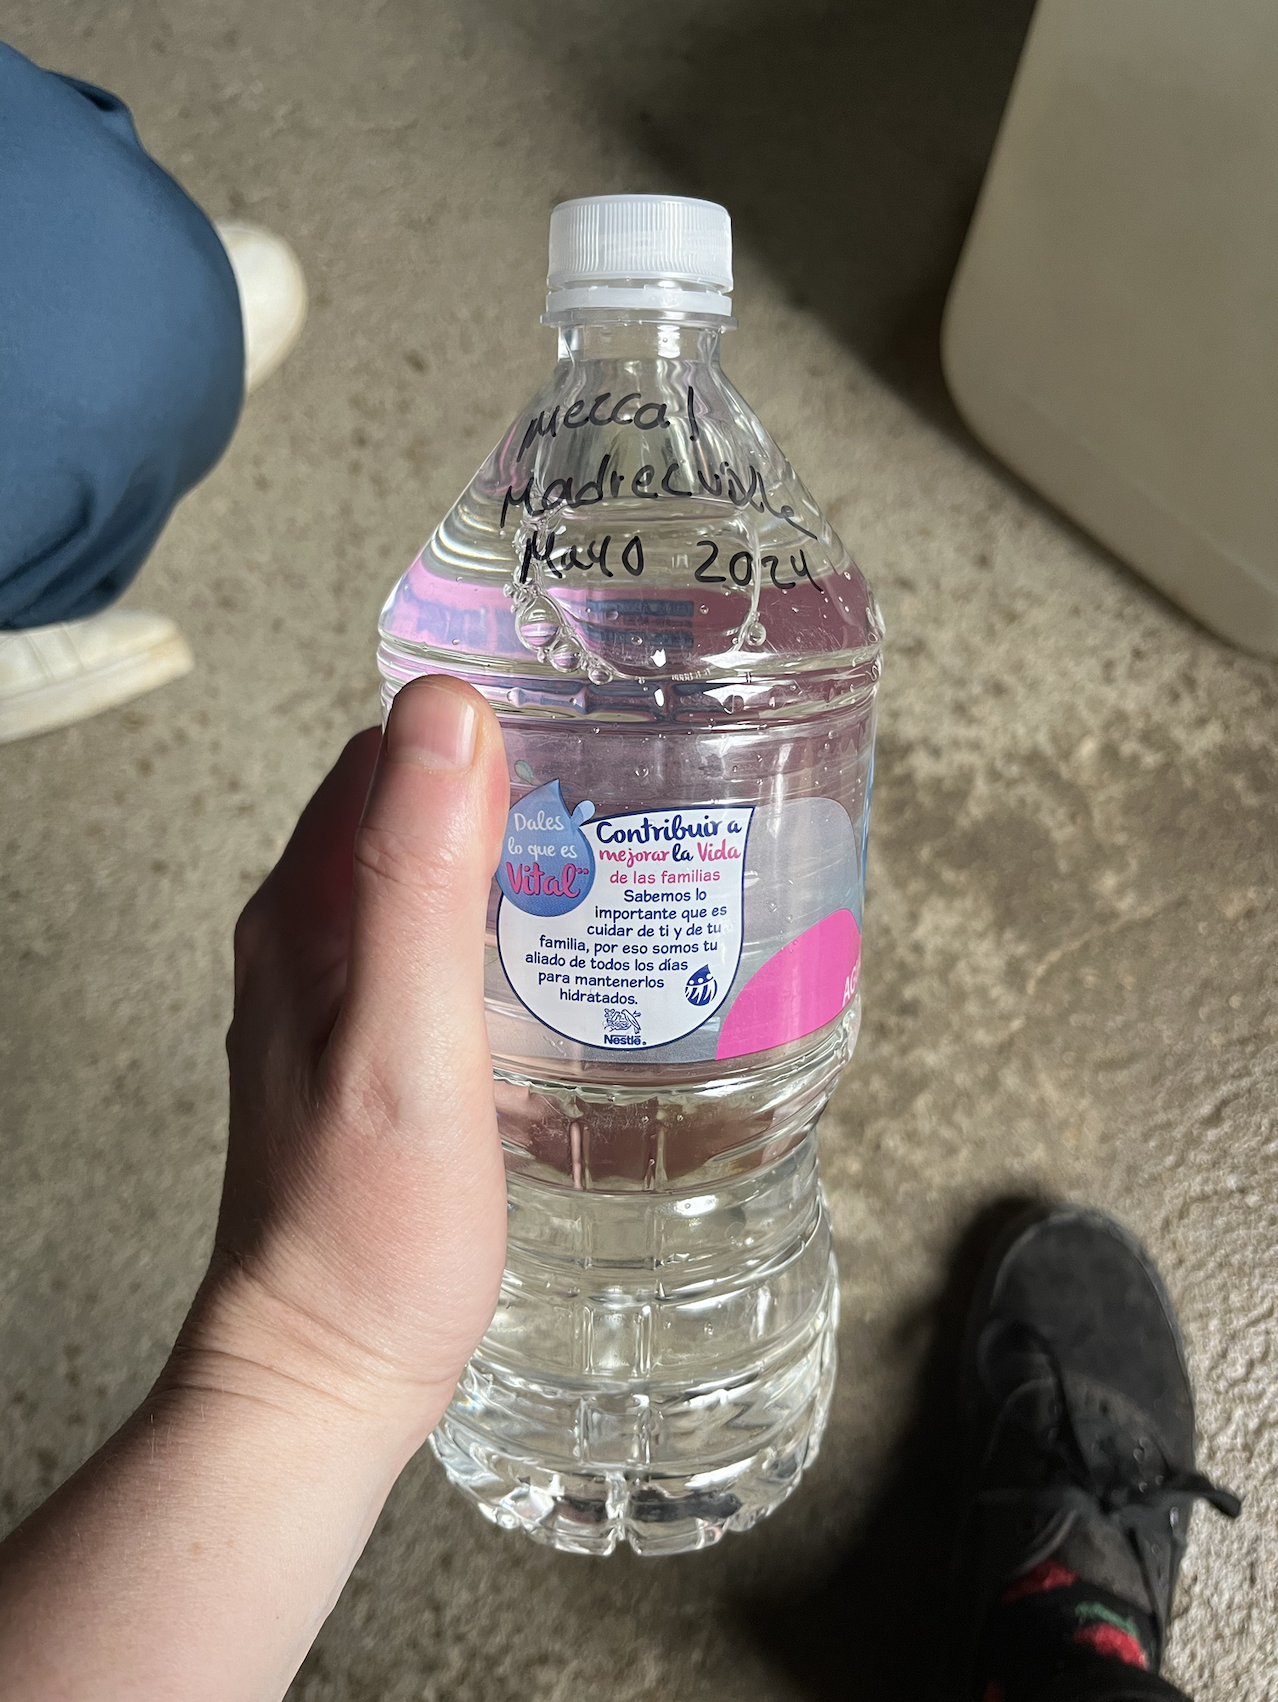 mezcal
Madrecuishe
Mayo 2024
Dales
lo que es
Vital
Contribuir a
mejorar la Vida
de las familias
Sabemos lo
importante que es
cuidar de ti y de tu
familia, por eso somos tu
aliado de todos los días
para mantenerlos
hidratados.
Nestlé